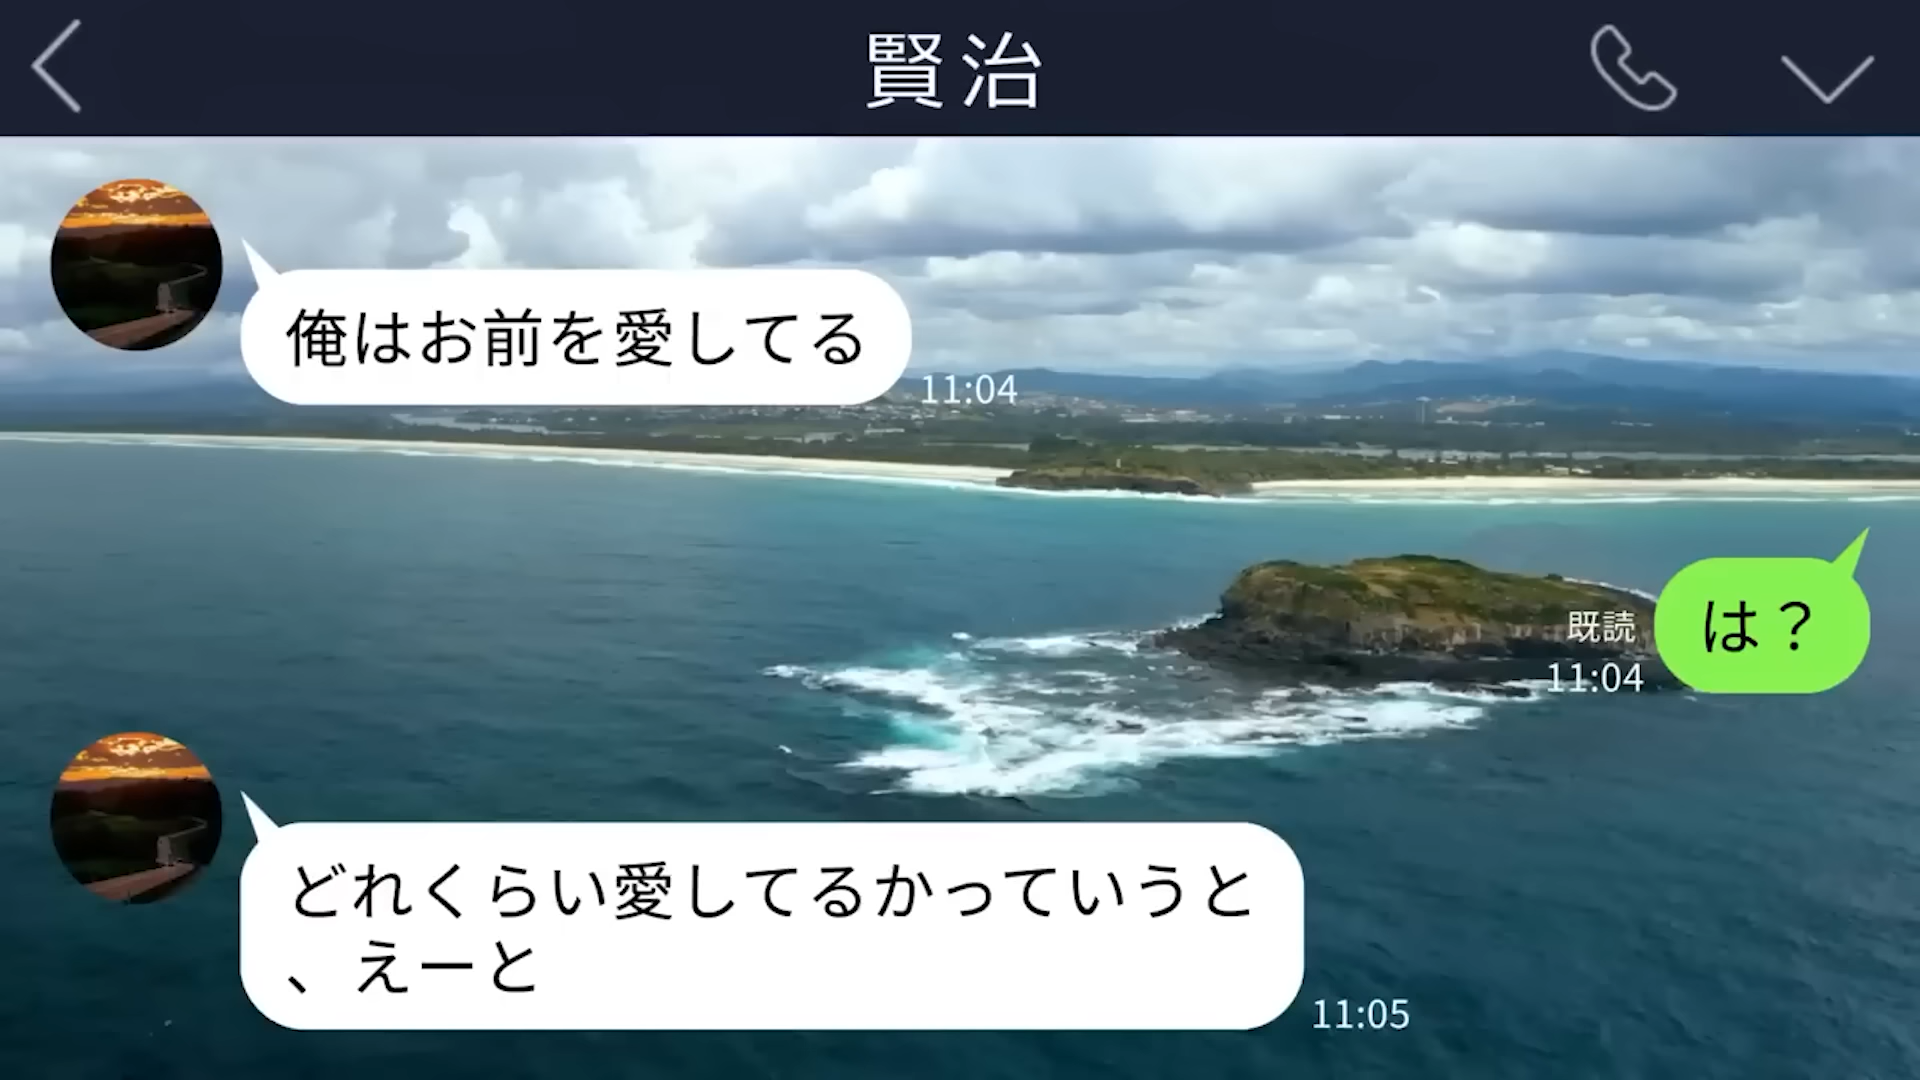 賢治
俺はお前を愛してる
11:04
は？
既読
11:04
どれくらい愛してるかっていうと
、えーと
11:05